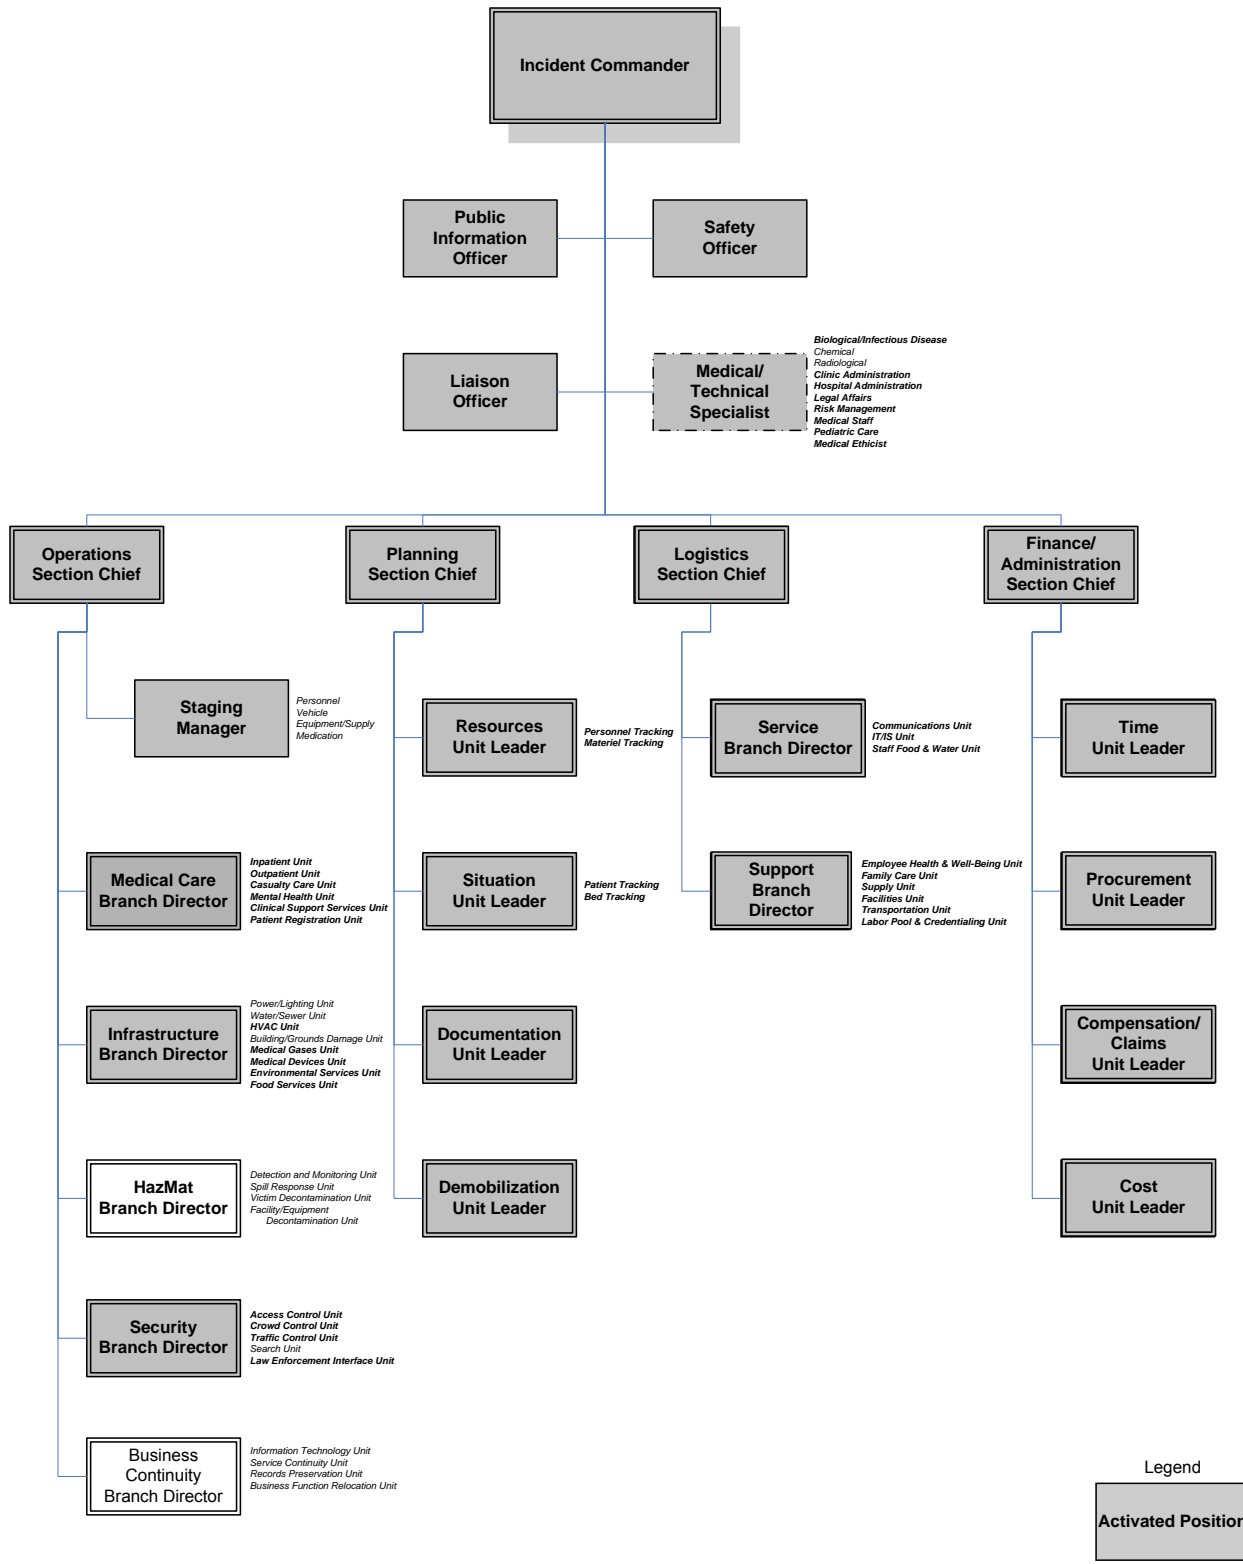 Incident Commander
Public
Information
Officer
Safety
Officer
Liaison
Officer
Medical/
Technical
Specialist
Biological/Infectious Disease
Chemical
Radiological
Clinic Administration
Hospital Administration
Legal Affairs
Risk Management
Medical Staff
Pediatric Care
Medical Ethicist
Operations
Section Chief
Planning
Section Chief
Logistics
Section Chief
Finance/
Administration
Section Chief
Staging
Manager
Personnel
Vehicle
Equipment/Supply
Medication
Resources
Unit Leader
Personnel Tracking
Materiel Tracking
Service
Branch Director
Communications Unit
IT/IS Unit
Staff Food & Water Unit
Time
Unit Leader
Medical Care
Branch Director
Inpatient Unit
Outpatient Unit
Casualty Care Unit
Mental Health Unit
Clinical Support Services Unit
Patient Registration Unit
Situation
Unit Leader
Patient Tracking
Bed Tracking
Support
Branch
Director
Employee Health & Well-Being Unit
Family Care Unit
Supply Unit
Facilities Unit
Transportation Unit
Labor Pool & Credentialing Unit
Procurement
Unit Leader
Infrastructure
Branch Director
Power/Lighting Unit
Water/Sewer Unit
HVAC Unit
Building/Grounds Damage Unit
Medical Gases Unit
Medical Devices Unit
Environmental Services Unit
Food Services Unit
Documentation
Unit Leader
Compensation/
Claims
Unit Leader
HazMat
Branch Director
Detection and Monitoring Unit
Spill Response Unit
Victim Decontamination Unit
Facility/Equipment
Decontamination Unit
Demobilization
Unit Leader
Cost
Unit Leader
Security
Branch Director
Access Control Unit
Crowd Control Unit
Traffic Control Unit
Search Unit
Law Enforcement Interface Unit
Business
Continuity
Branch Director
Information Technology Unit
Service Continuity Unit
Records Preservation Unit
Business Function Relocation Unit
Legend
Activated Position